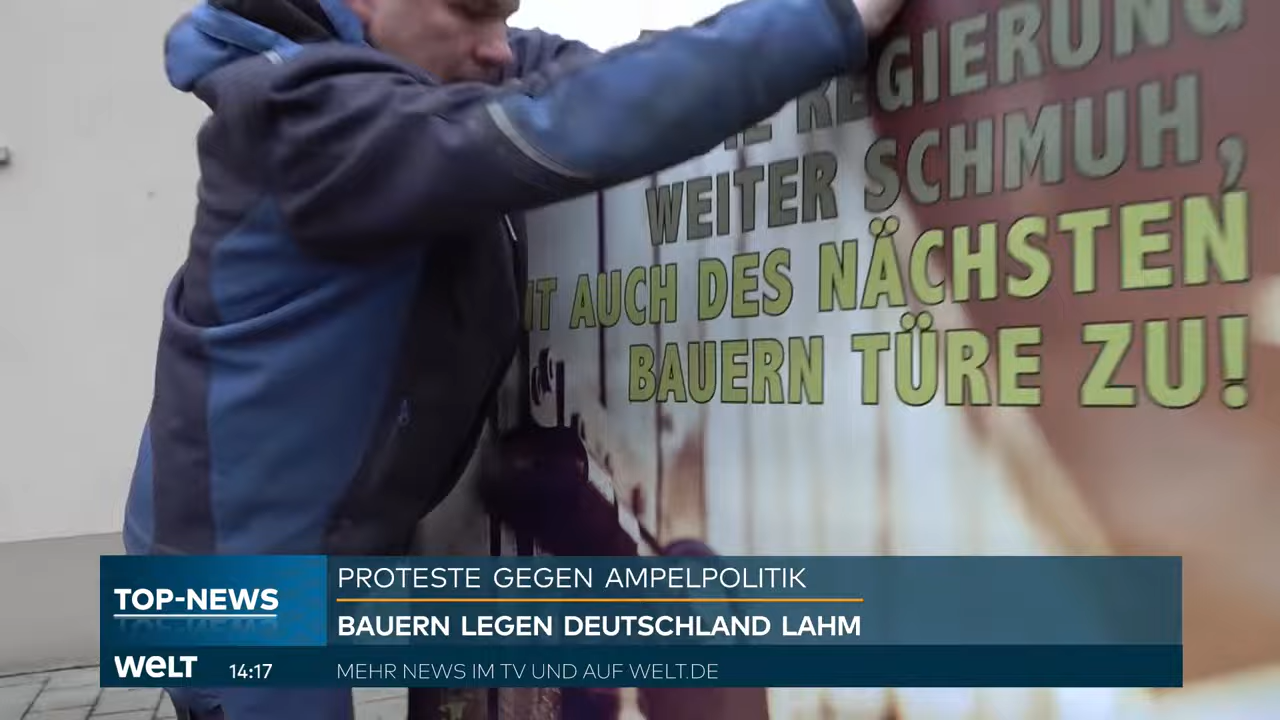 REGIERUNG
WEITER SCHMUH,
AUCH DES NÄCHSTEN
BAUERN TÜRE ZU!
TOP-NEWS
PROTESTE GEGEN AMPELPOLITIK
BAUERN LEGEN DEUTSCHLAND LAHM
WELT 14:17
MEHR NEWS IM TV UND AUF WELT.DE